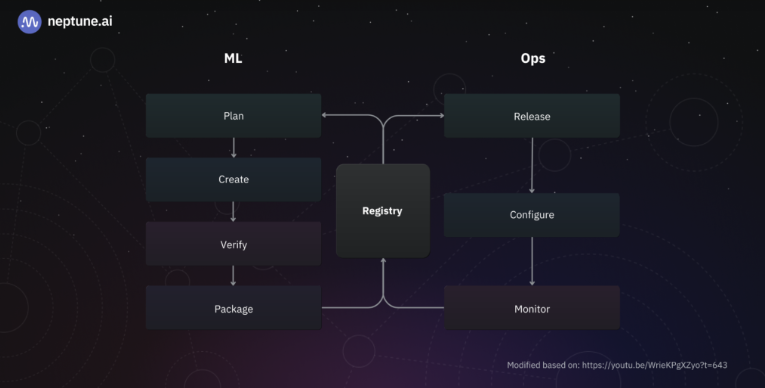 neptune.ai
ML
Ops
Plan
Release
Create
Registry
Configure
Verify
Package
Monitor
Modified based on: https://youtu.be/WrieKPgXZyo?t=643